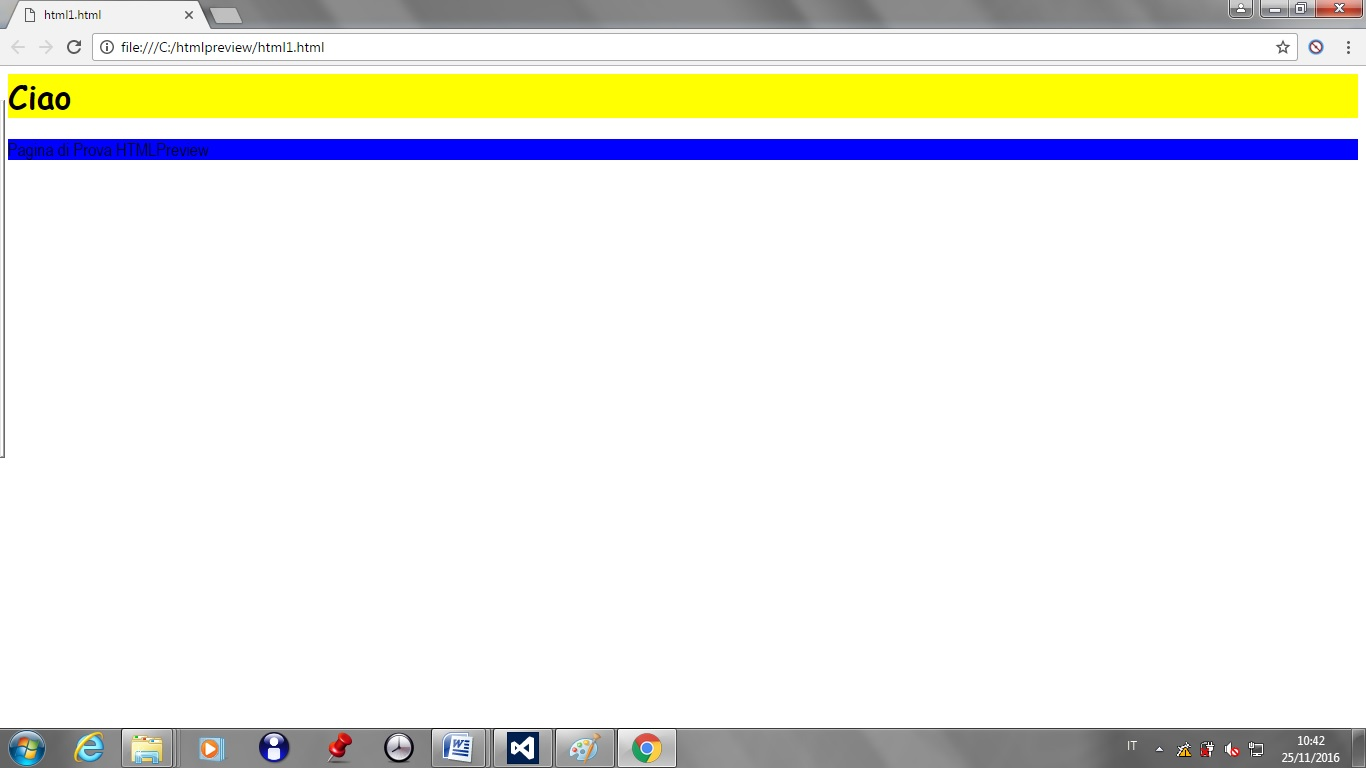 html1.html
file:///C:/htmlpreview/html1.html
Ciao
Pagina di Prova HTMLPreview
IT
10:42
25/11/2016